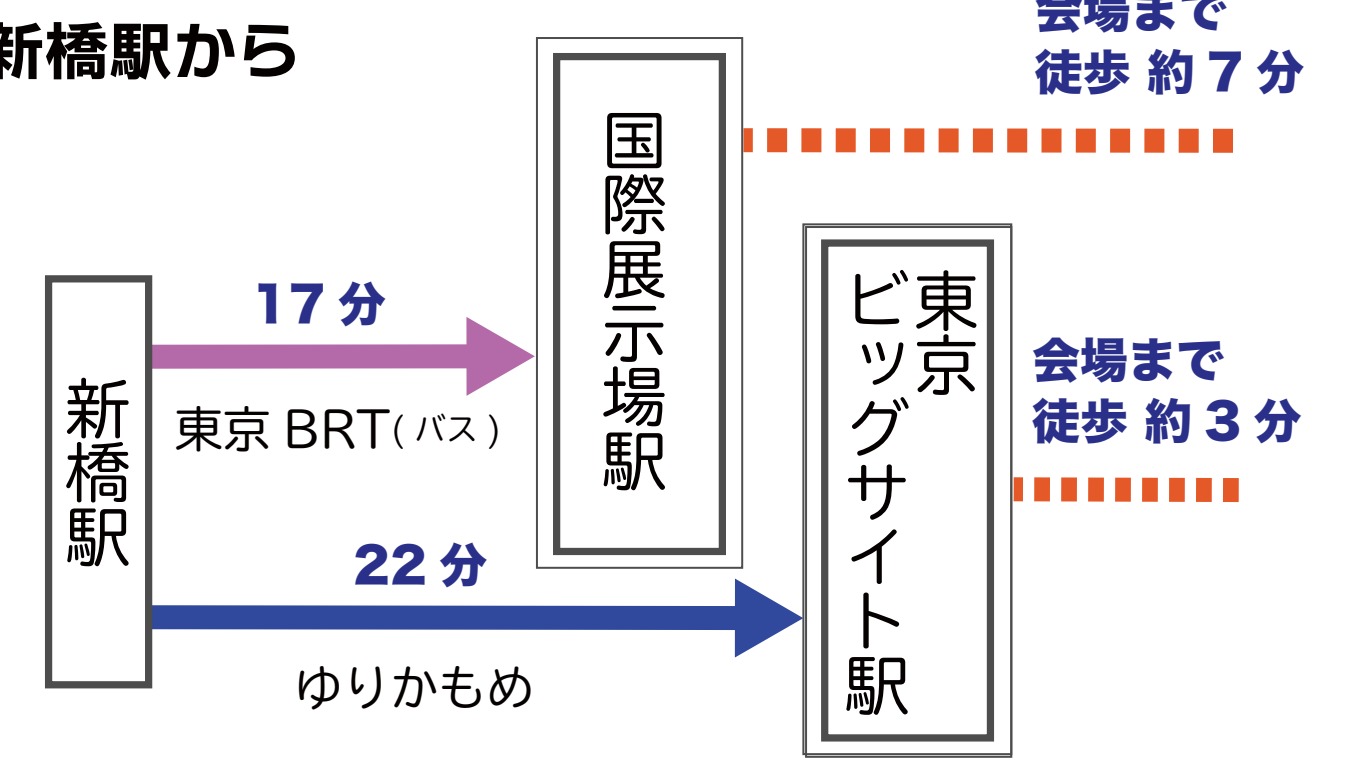 新橋駅から
会場まで
徒歩 約 7 分
国際展示場駅
17 分
東京 BRT(バス)
新橋駅
22 分
ゆりかもめ
東京
ビッグサイト駅
会場まで
徒歩 約 3 分